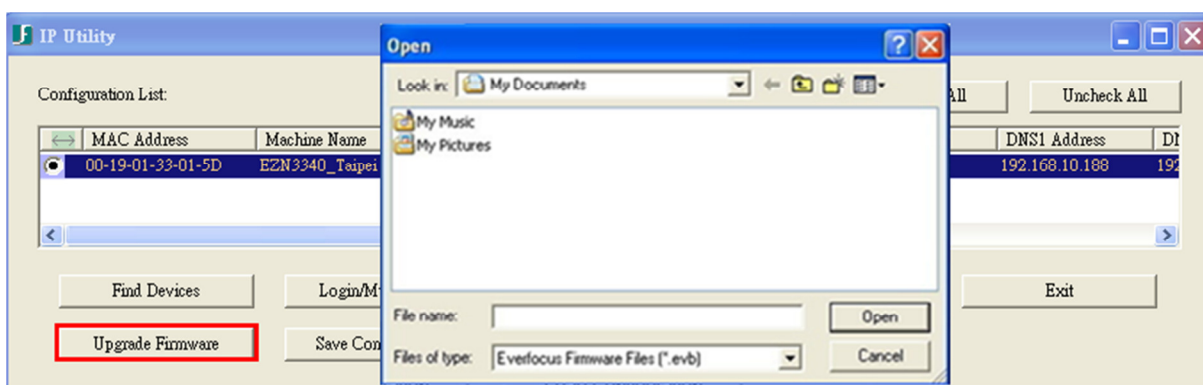 IP Utility
Open
Configuration List:
Look in: My Documents
All
Uncheck All
MAC Address Machine Name DNS1 Address
00-19-01-33-01-5D EZN3340_Taipei 192.168.10.188 192
My Music
My Pictures
Find Devices
Login/M
Exit
File name:
Open
Upgrade Firmware
Save Con
Files of type: Everfocus Firmware Files (*.evb)
Cancel